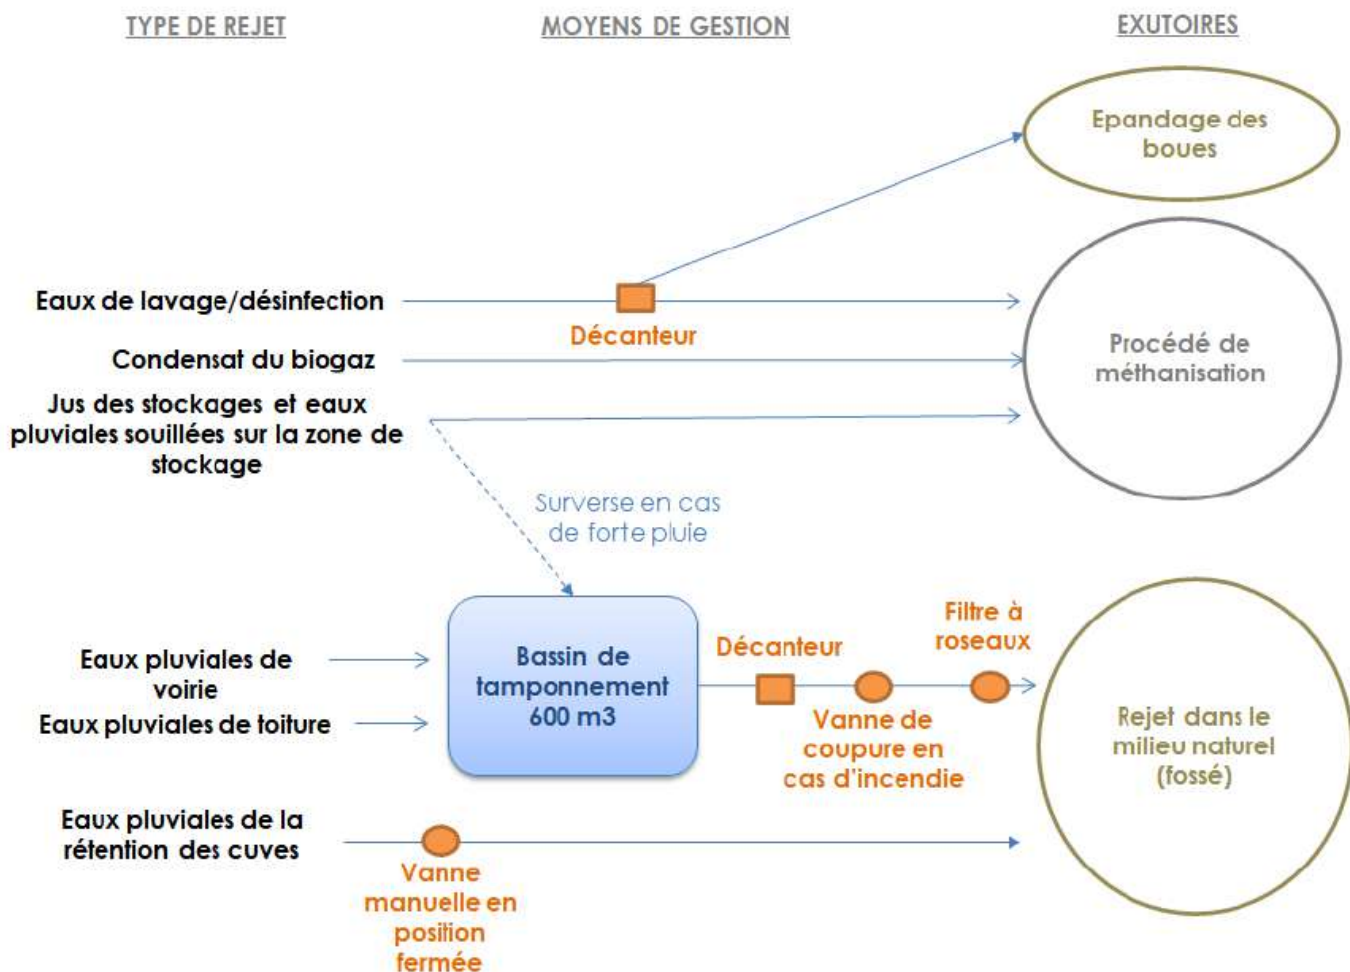 TYPE DE REJET
MOYENS DE GESTION
EXUTOIRES
Epandage des
boues
Eaux de lavage/désinfection
Décanteur
Condensat du biogaz
Procédé de
méthanisation
Jus des stockages et eaux
pluviales souillées sur la zone de
stockage
Surverse en cas
de forte pluie
Eaux pluviales de
voirie
Eaux pluviales de toiture
Bassin de
tamponnement
600 m3
Décanteur
Vanne de
coupure en
cas d'incendie
Filtre à
roseaux
Rejet dans le
milieu naturel
(fossé)
Eaux pluviales de la
rétention des cuves
Vanne
manuelle en
position
fermée